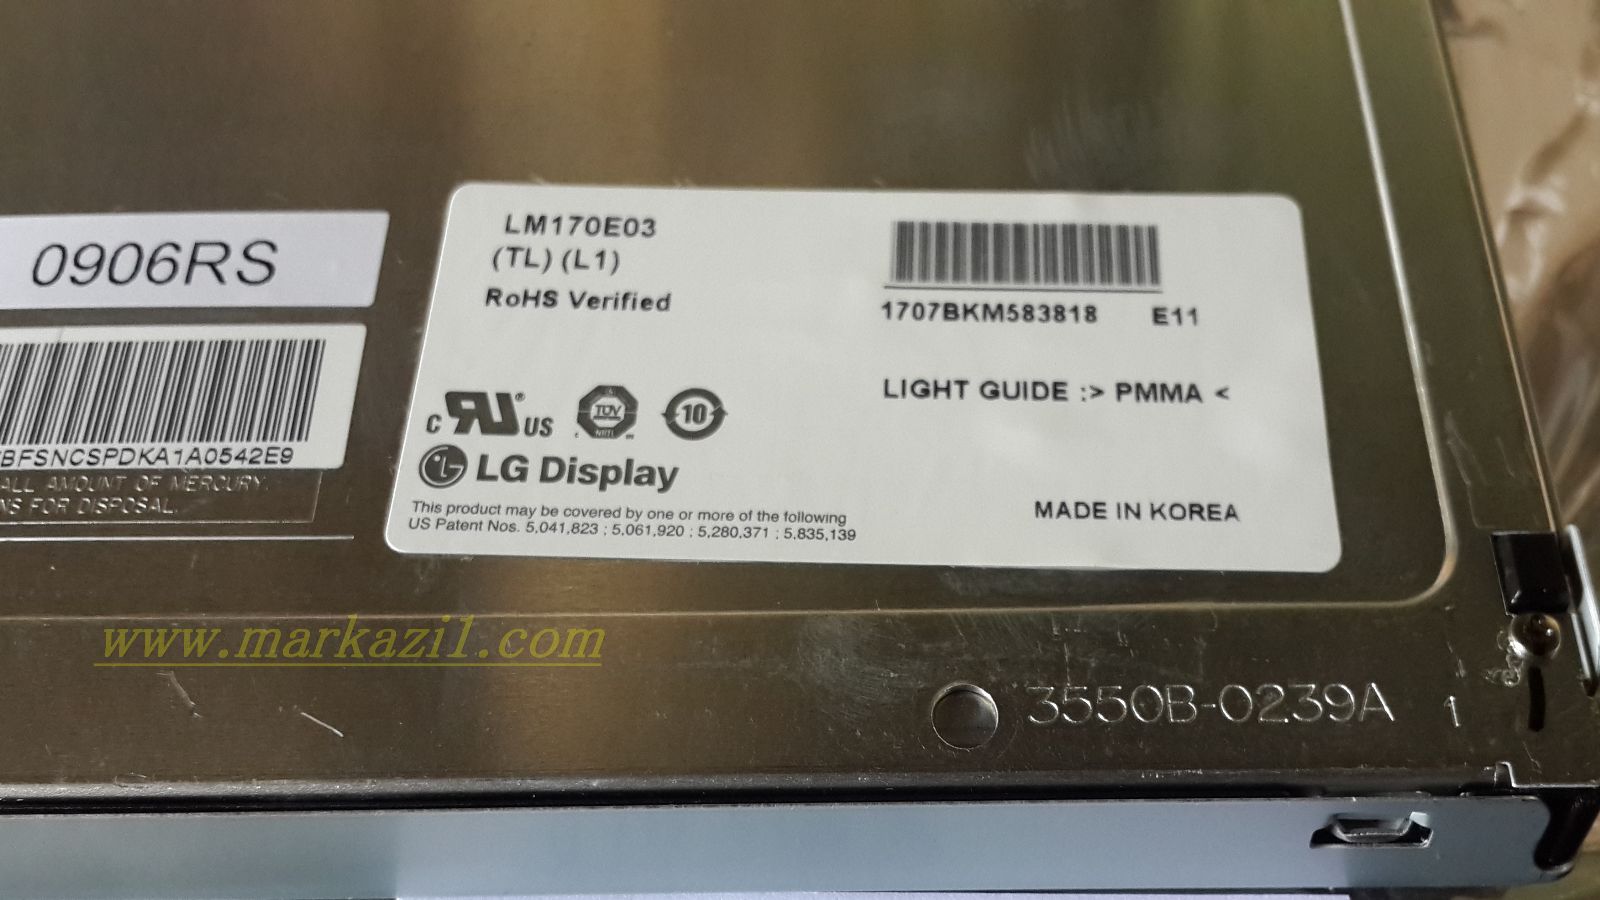 LM170E03
(TL) (L1)
RoHS Verified
1707BKM583818 E11
LIGHT GUIDE :> PMMA <
c RU ® US
TÜV
10
LG Display
This product may be covered by one or more of the following
US Patent Nos. 5,041,823 ; 5,061,920 ; 5,280,371 ; 5,835,139
MADE IN KOREA
0906RS
BFSNCSPDKA1A0542E9
ALL AMOUNT OF MERCURY.
NS FOR DISPOSAL.
www.markazi1.com
3550B-0239A 1